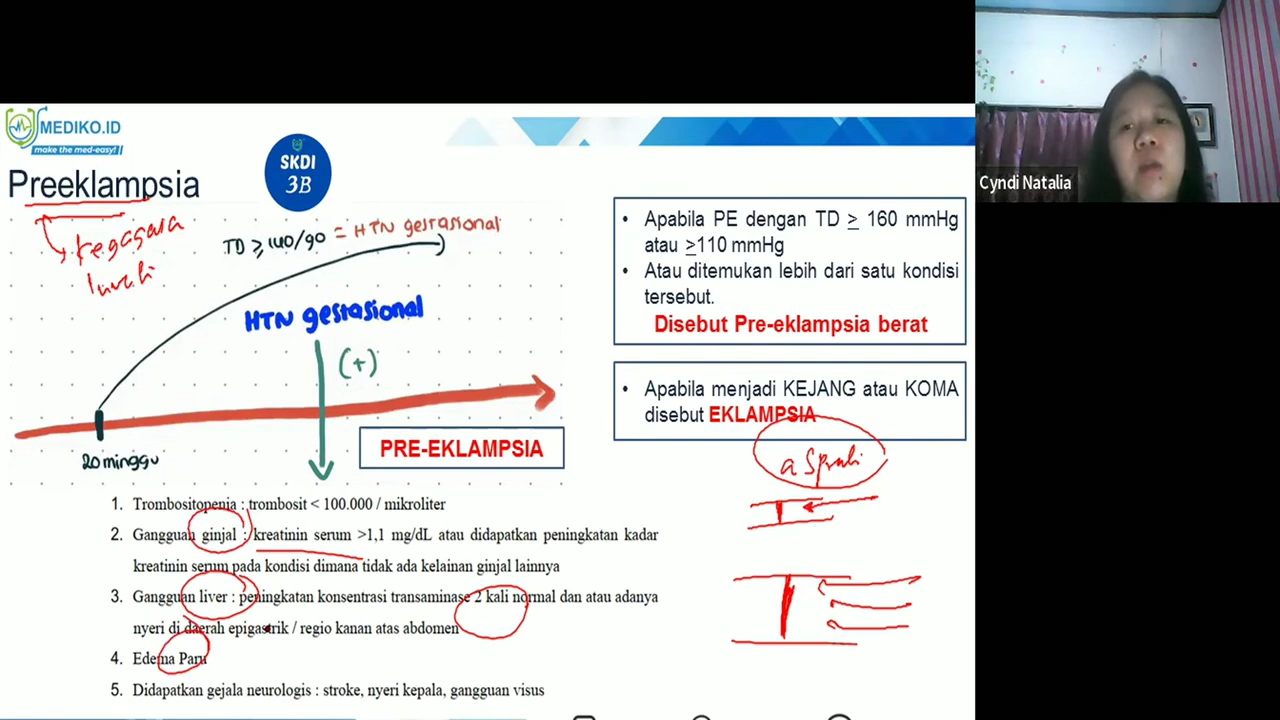 MEDIKO.ID
make the med-easy!
SKDI
3B
Preeklampsia
TD ≥ 140/90 = HTN gestasional
HTN gestasional
(+)
20 minggu
PRE-EKLAMPSIA
1. Trombositopenia : trombosit < 100.000 / mikroliter
2. Gangguan ginjal : kreatinin serum >1,1 mg/dL atau didapatkan peningkatan kadar
kreatinin serum pada kondisi dimana tidak ada kelainan ginjal lainnya
3. Gangguan liver : peningkatan konsentrasi transaminase 2 kali normal dan atau adanya
nyeri di daerah epigastrik / regio kanan atas abdomen
4. Edema Paru
5. Didapatkan gejala neurologis : stroke, nyeri kepala, gangguan visus
• Apabila PE dengan TD ≥ 160 mmHg
atau ≥110 mmHg
• Atau ditemukan lebih dari satu kondisi
tersebut.
Disebut Pre-eklampsia berat
• Apabila menjadi KEJANG atau KOMA
disebut EKLAMPSIA
Cyndi Natalia